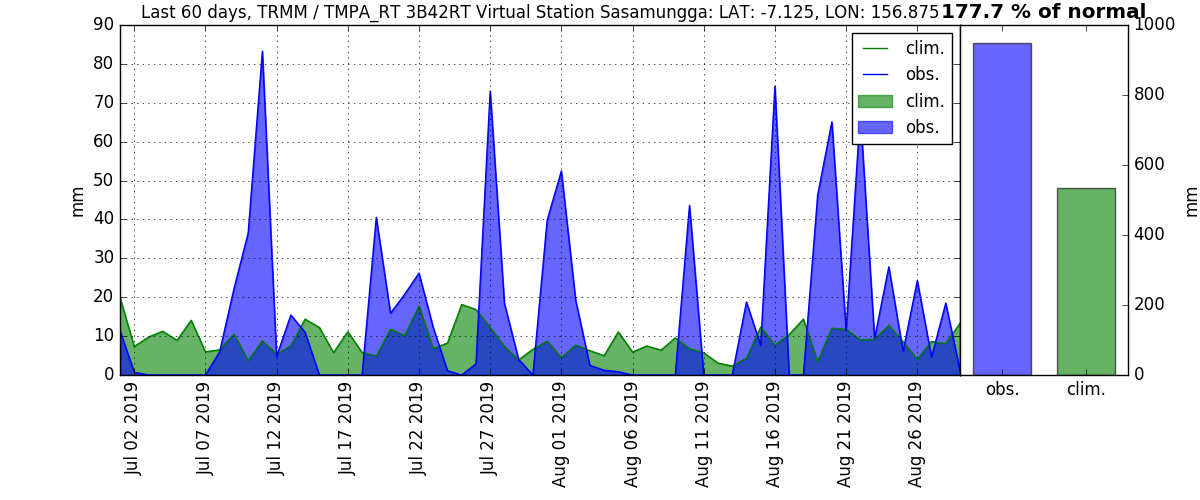 Last 60 days, TRMM / TMPA_RT 3B42RT Virtual Station Sasamungga: LAT: -7.125, LON: 156.875
177.7 % of normal
90
80
70
60
50
40
30
20
10
0
mm
clim.
obs.
clim.
obs.
Jul 02 2019
Jul 07 2019
Jul 12 2019
Jul 17 2019
Jul 22 2019
Jul 27 2019
Aug 01 2019
Aug 06 2019
Aug 11 2019
Aug 16 2019
Aug 21 2019
Aug 26 2019
1000
800
600
400
200
0
mm
obs.
clim.